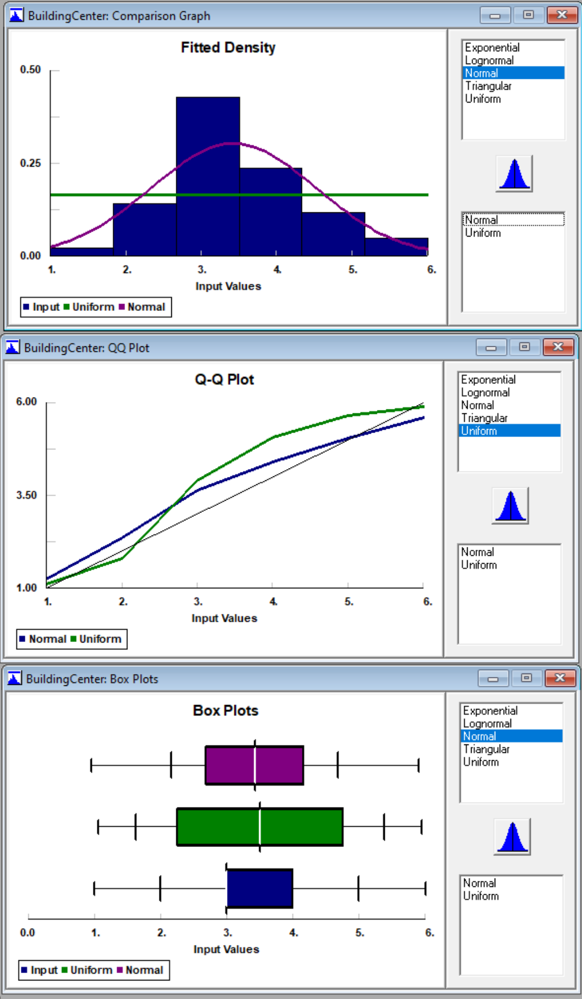 BuildingCenter: Comparison Graph
Fitted Density
0.50
0.25
0.00
1. 2. 3. 4. 5. 6.
Input Values
Input Uniform Normal
Exponential
Lognormal
Normal
Triangular
Uniform
Normal
Uniform
BuildingCenter: QQ Plot
Q-Q Plot
6.00
3.50
1.00
1. 2. 3. 4. 5. 6.
Input Values
Normal Uniform
Exponential
Lognormal
Normal
Triangular
Uniform
Normal
Uniform
BuildingCenter: Box Plots
Box Plots
0.0 1. 2. 3. 4. 5. 6.
Input Values
Input Uniform Normal
Exponential
Lognormal
Normal
Triangular
Uniform
Normal
Uniform